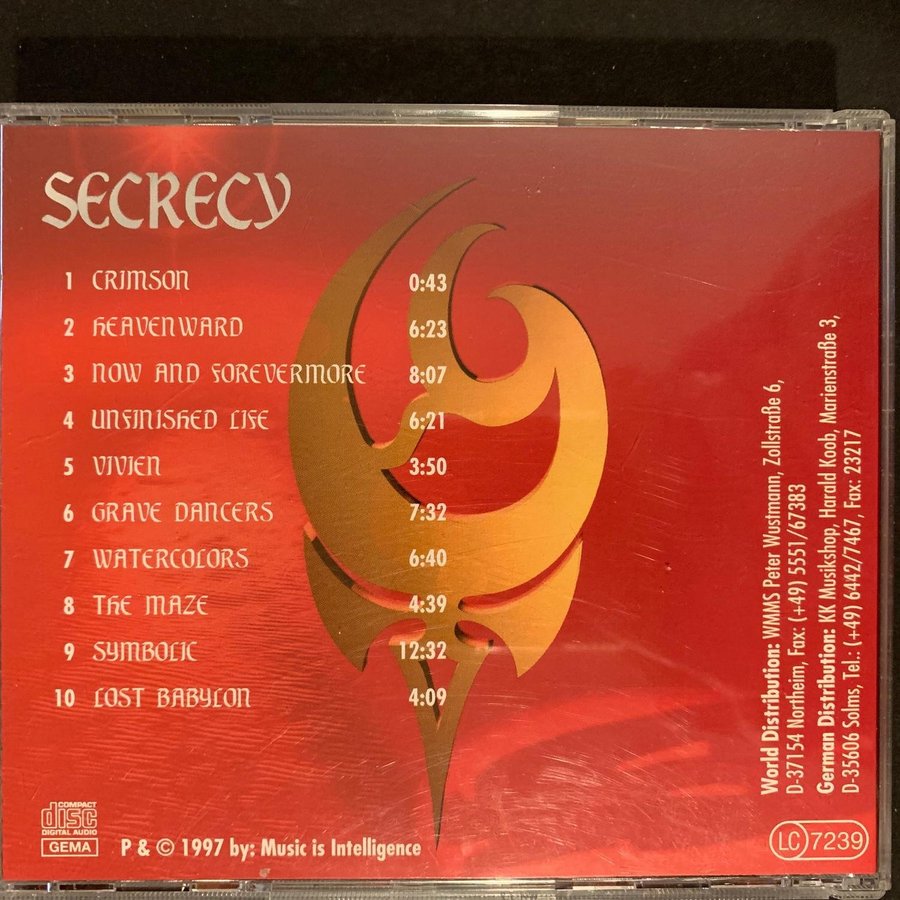 SECRECY
1 CRIMSON 0:43
2 HEAVENWARD 6:23
3 NOW AND FOREVERMORE 8:07
4 UNFINISHED LIFE 6:21
5 VIVIEN 3:50
6 GRAVE DANCERS 7:32
7 WATERCOLORS 6:40
8 THE MAZE 4:39
9 SYMBOLIC 12:32
10 LOST BABYLON 4:09
COMPACT
disc
DIGITAL AUDIO
GEMA
P & © 1997 by: Music is Intelligence
World Distribution: WMMS Peter Wustmann, Zollstraße 6,
D-37154 Northeim, Fax: (+49) 5551/67383
German Distribution: KK Musikshop, Harald Koob, Marienstraße 3,
D-35606 Solms, Tel.: (+49) 6442/7467, Fax: 23217
LC 7239